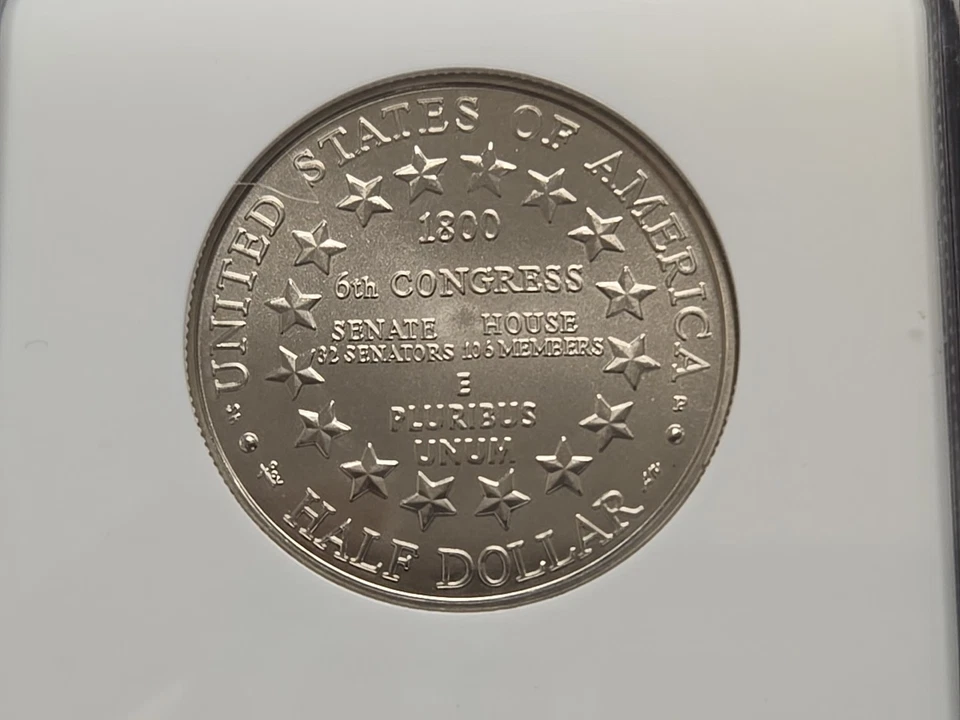 UNITED STATES OF AMERICA
1800
6th CONGRESS
SENATE HOUSE
32 SENATORS 106 MEMBERS
E
PLURIBUS
UNUM
P
HALF DOLLAR